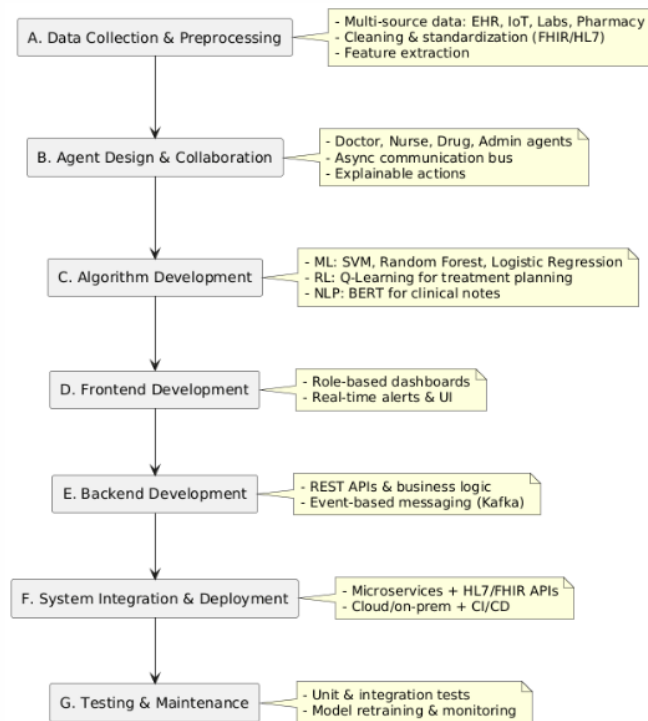 A. Data Collection & Preprocessing
- Multi-source data: EHR, IoT, Labs, Pharmacy
- Cleaning & standardization (FHIR/HL7)
- Feature extraction
B. Agent Design & Collaboration
- Doctor, Nurse, Drug, Admin agents
- Async communication bus
- Explainable actions
C. Algorithm Development
- ML: SVM, Random Forest, Logistic Regression
- RL: Q-Learning for treatment planning
- NLP: BERT for clinical notes
D. Frontend Development
- Role-based dashboards
- Real-time alerts & UI
E. Backend Development
- REST APIs & business logic
- Event-based messaging (Kafka)
F. System Integration & Deployment
- Microservices + HL7/FHIR APIs
- Cloud/on-prem + CI/CD
G. Testing & Maintenance
- Unit & integration tests
- Model retraining & monitoring